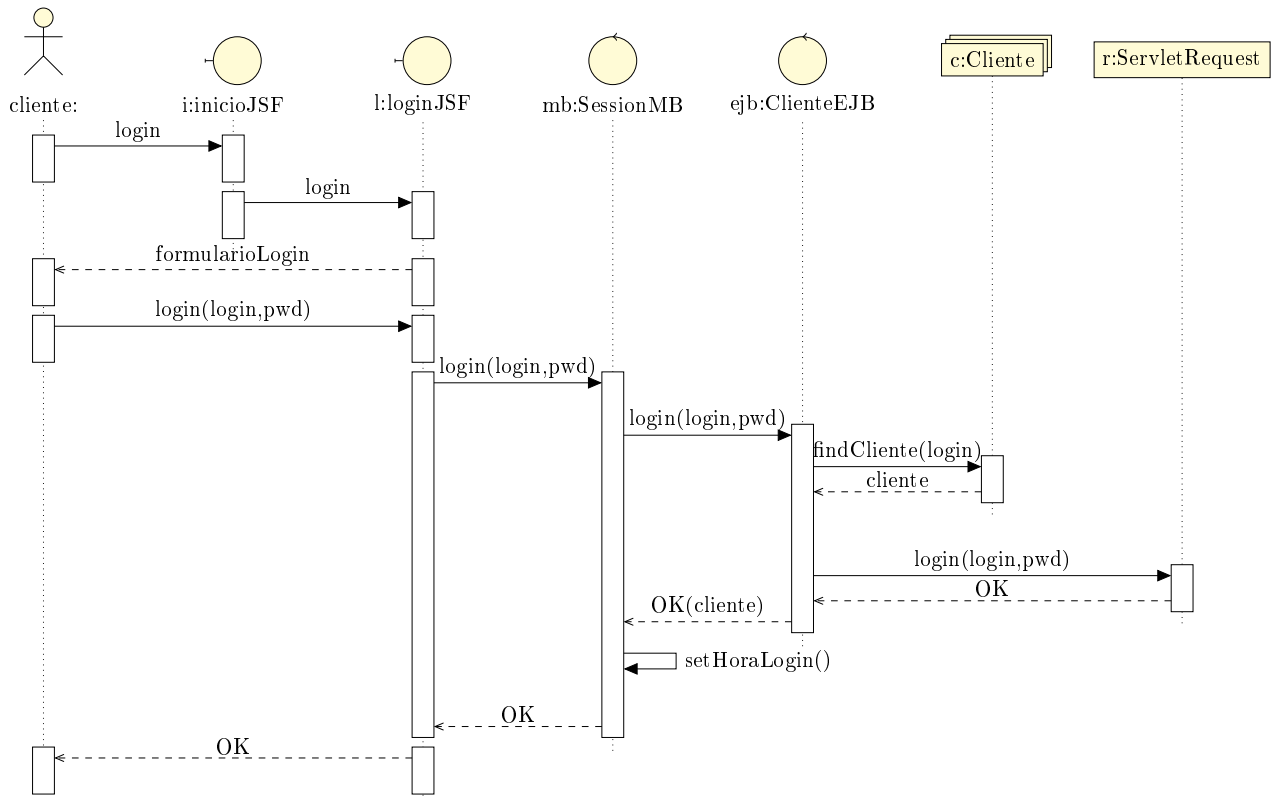 cliente:
i:inicioJSF
l:loginJSF
mb:SessionMB
ejb:ClienteEJB
c:Cliente
r:ServletRequest
login
login
formularioLogin
login(login,pwd)
login(login,pwd)
login(login,pwd)
findCliente(login)
cliente
login(login,pwd)
OK
OK(cliente)
setHoraLogin()
OK
OK